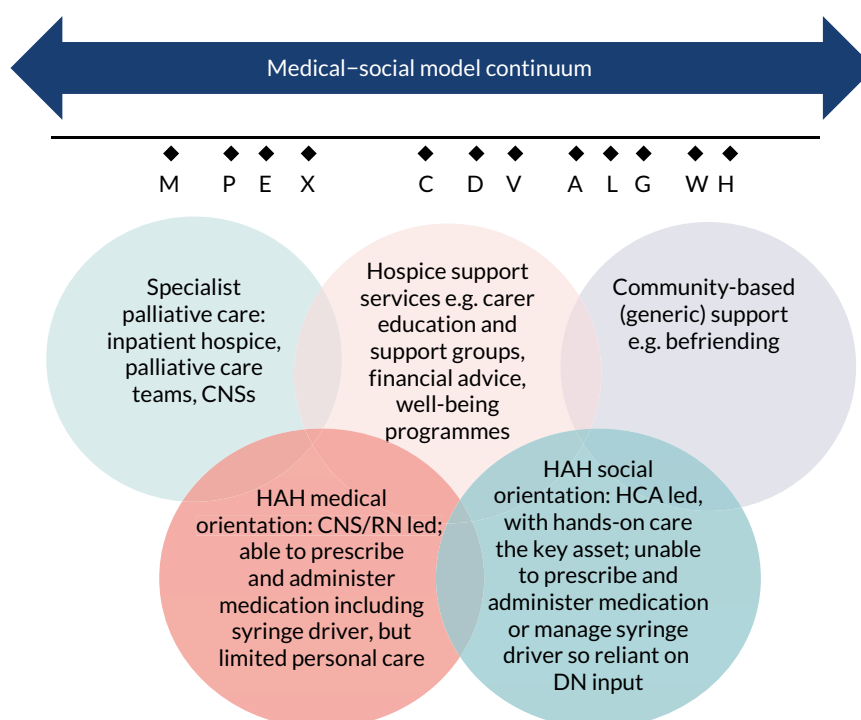 Medical−social model continuum
M P E X C D V A L G W H
Specialist
palliative care:
inpatient hospice,
palliative care
teams, CNSs
Hospice support
services e.g. carer
education and
support groups,
financial advice,
well-being
programmes
Community-based
(generic) support
e.g. befriending
HAH medical
orientation: CNS/RN led;
able to prescribe
and administer
medication including
syringe driver, but
limited personal care
HAH social
orientation: HCA led,
with hands-on care
the key asset; unable
to prescribe and
administer medication
or manage syringe
driver so reliant on
DN input